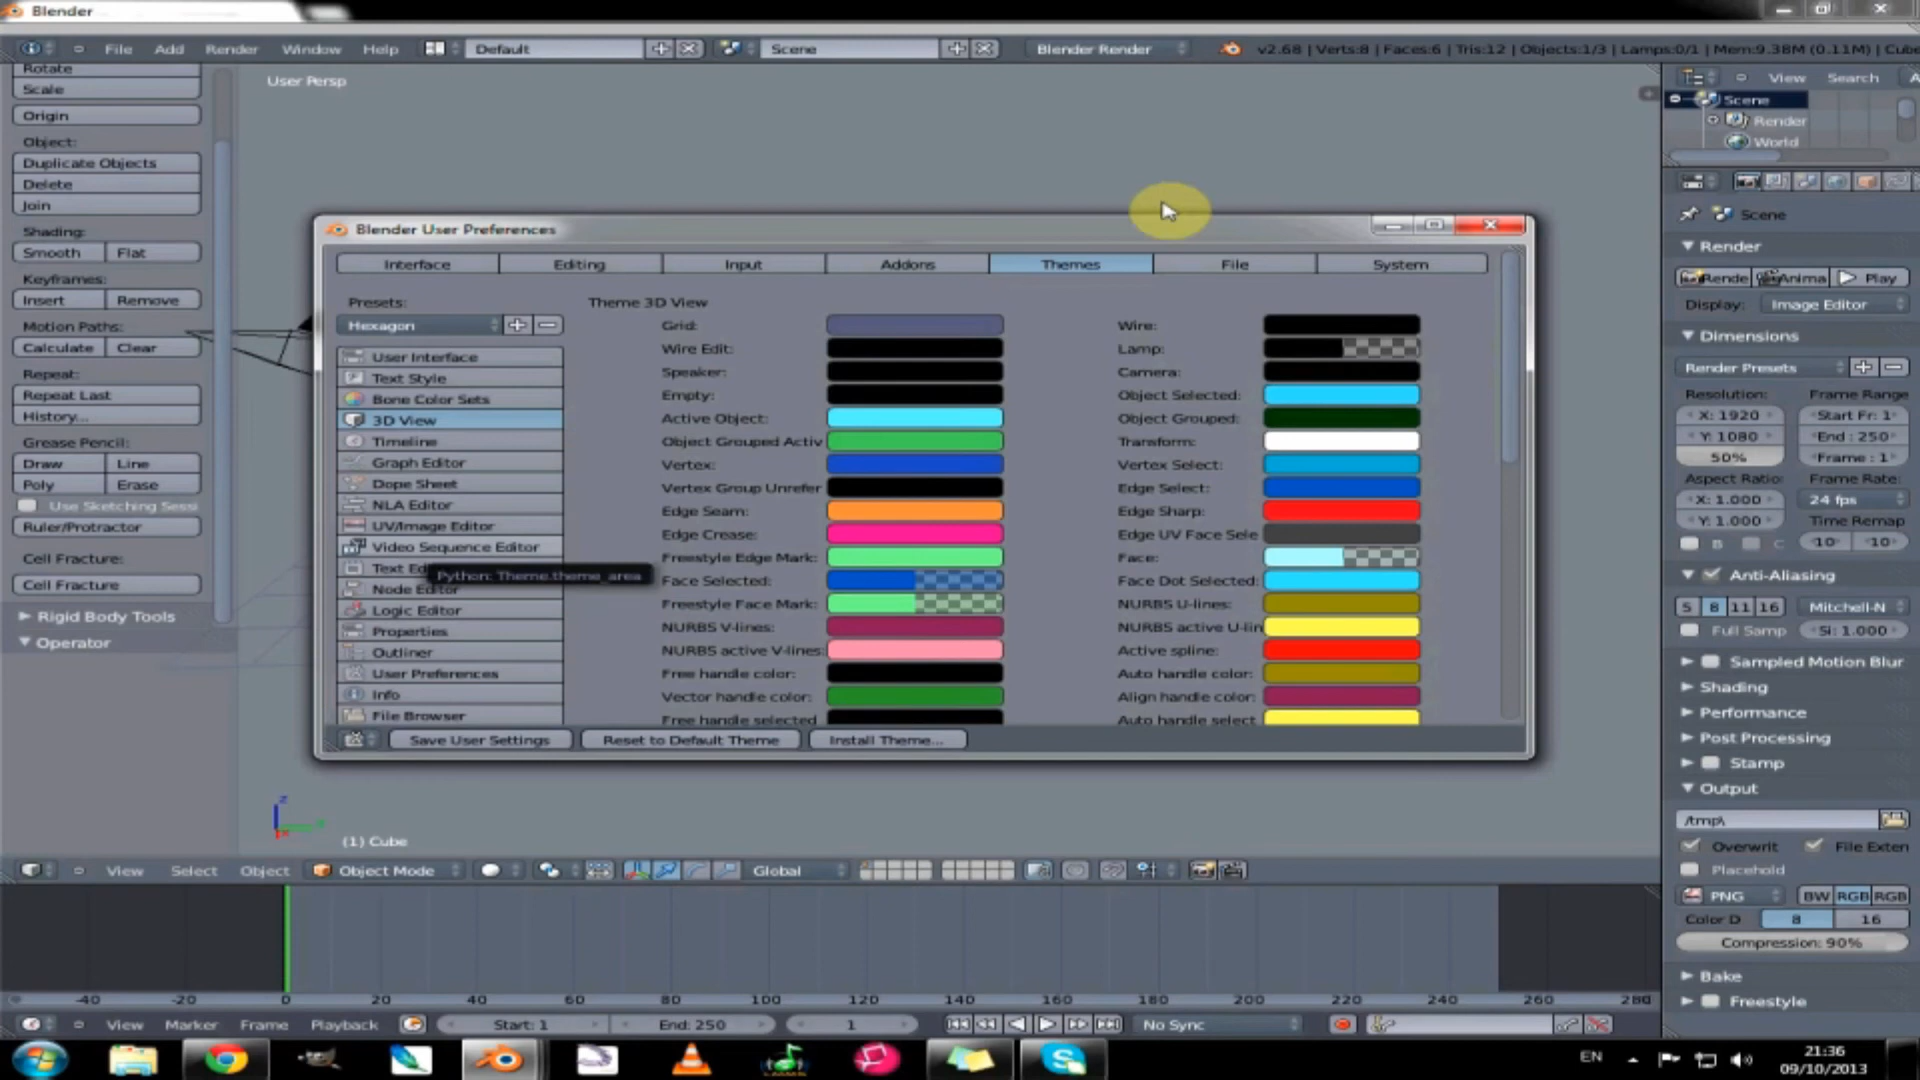 Blender
File Add Render Window Help Default Scene Blender Render v2.68 | Verts:8 | Faces:6 | Tris:12 | Objects:1/3 | Lamps:0/1 | Mem:9.38M (0.11M) | Cube
Rotate
Scale
Origin
Object:
Duplicate Objects
Delete
Join
Shading:
Smooth Flat
Keyframes:
Insert Remove
Motion Paths:
Calculate Clear
Repeat:
Repeat Last
History...
Grease Pencil:
Draw Line
Poly Erase
Use Sketching Sessi
Ruler/Protractor
Cell Fracture:
Cell Fracture
Rigid Body Tools
Operator
User Persp
Blender User Preferences
Interface Editing Input Addons Themes File System
Presets:
Hexagon
User Interface
Text Style
Bone Color Sets
3D View
Timeline
Graph Editor
Dope Sheet
NLA Editor
UV/Image Editor
Video Sequence Editor
Text Ed
Python: Theme.theme_area
Node Editor
Logic Editor
Properties
Outliner
User Preferences
Info
File Browser
Theme 3D View
Grid: Wire:
Wire Edit: Lamp:
Speaker: Camera:
Empty: Object Selected:
Active Object: Object Grouped:
Object Grouped Activ Transform:
Vertex: Vertex Select:
Vertex Group Unrefer Edge Select:
Edge Seam: Edge Sharp:
Edge Crease: Edge UV Face Sele
Freestyle Edge Mark: Face:
Face Selected: Face Dot Selected:
Freestyle Face Mark: NURBS U-lines:
NURBS V-lines: NURBS active U-lin
NURBS active V-lines: Active spline:
Free handle color: Auto handle color:
Vector handle color: Align handle color:
Free handle selected Auto handle select
Save User Settings Reset to Default Theme Install Theme...
z
(1) Cube
View Select Object Object Mode Global
-40 -20 0 20 40 60 80 100 120 140 160 180 200 220 240 260 280
View Marker Frame Playback Start: 1 End: 250 1 No Sync
View Search A
Scene
Render
World
Scene
Render
Rende Anima Play
Display: Image Editor
Dimensions
Render Presets
Resolution: Frame Range
X: 1920 Start Fr: 1
Y: 1080 End : 250
50% Frame : 1
Aspect Ratio Frame Rate:
X: 1.000 24 fps
Y: 1.000 Time Remap
B C 10 10
Anti-Aliasing
5 8 11 16 Mitchell-N
Full Samp Si: 1.000
Sampled Motion Blur
Shading
Performance
Post Processing
Stamp
Output
/tmp\
Overwrit File Exten
Placehold
PNG BW RGB RGB
Color D 8 16
Compression: 90%
Bake
Freestyle
EN
21:36
09/10/2013